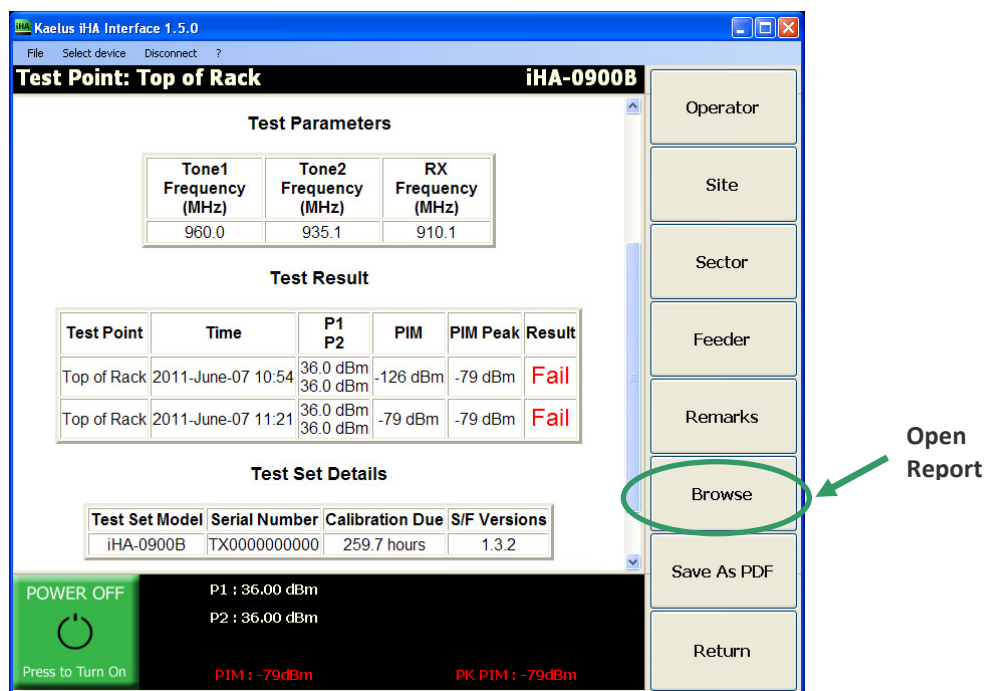 Kaelus iHA Interface 1.5.0
File Select device Disconnect ?
Test Point: Top of Rack iHA-0900B
Test Parameters
Tone1 Frequency (MHz) Tone2 Frequency (MHz) RX Frequency (MHz)
960.0 935.1 910.1
Test Result
Test Point Time P1 P2 PIM PIM Peak Result
Top of Rack 2011-June-07 10:54 36.0 dBm 36.0 dBm -126 dBm -79 dBm Fail
Top of Rack 2011-June-07 11:21 36.0 dBm 36.0 dBm -79 dBm -79 dBm Fail
Test Set Details
Test Set Model Serial Number Calibration Due S/F Versions
iHA-0900B TX0000000000 259.7 hours 1.3.2
POWER OFF
Press to Turn On
P1 : 36.00 dBm
P2 : 36.00 dBm
PIM : -79dBm PK PIM : -79dBm
Operator
Site
Sector
Feeder
Remarks
Browse
Save As PDF
Return
Open
Report